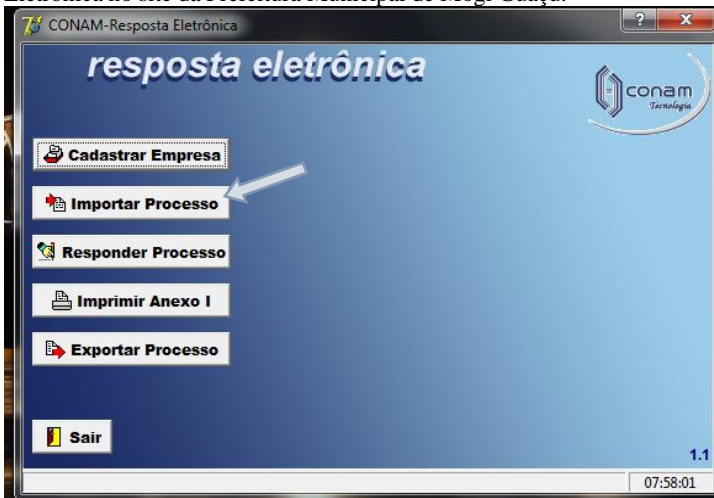 Eletrônica no site da Prefeitura Municipal de Mogi Guaçu.
CONAM-Resposta Eletrônica
resposta eletrônica
conam
Tecnologia
Cadastrar Empresa
Importar Processo
Responder Processo
Imprimir Anexo I
Exportar Processo
Sair
1.1
07:58:01